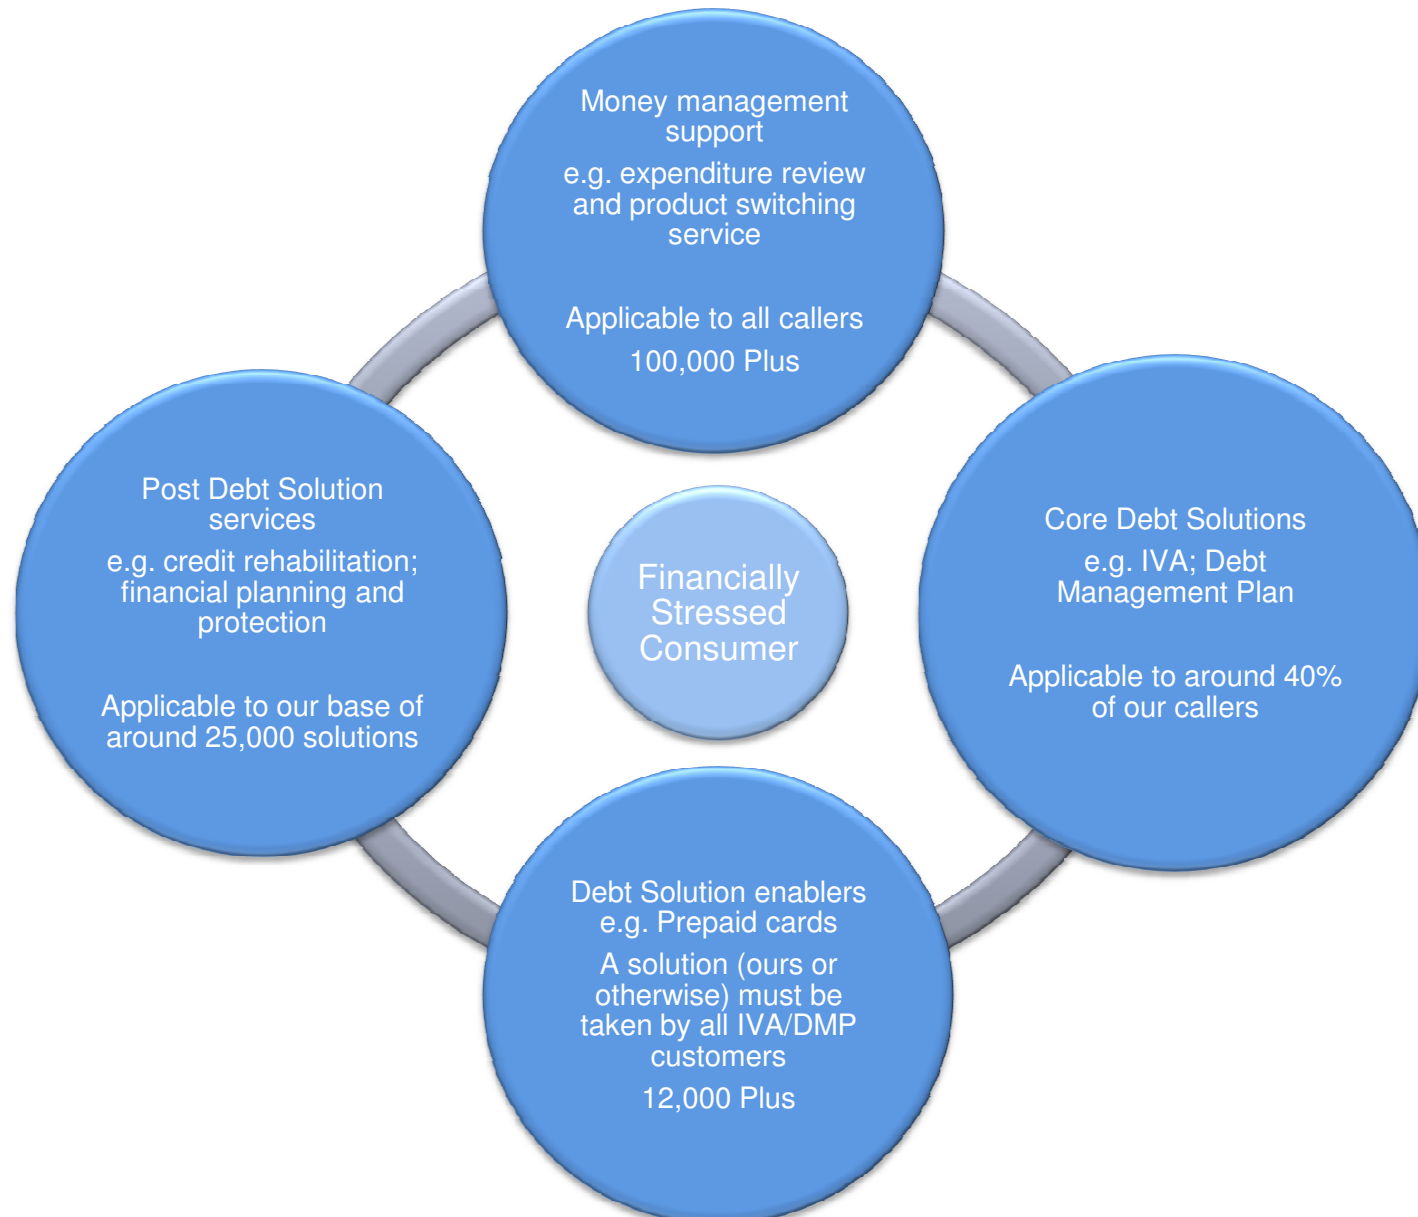 Money management
support
e.g. expenditure review
and product switching
service
Applicable to all callers
100,000 Plus
Post Debt Solution
services
e.g. credit rehabilitation;
financial planning and
protection
Applicable to our base of
around 25,000 solutions
Financially
Stressed
Consumer
Core Debt Solutions
e.g. IVA; Debt
Management Plan
Applicable to around 40%
of our callers
Debt Solution enablers
e.g. Prepaid cards
A solution (ours or
otherwise) must be
taken by all IVA/DMP
customers
12,000 Plus